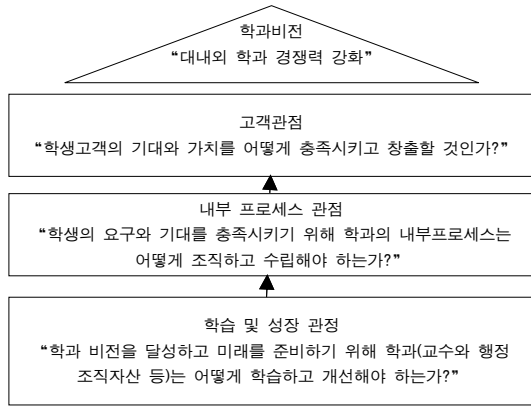 학과비전
“대내외 학과 경쟁력 강화”
고객관점
“학생고객의 기대와 가치를 어떻게 충족시키고 창출할 것인가?”
내부 프로세스 관점
“학생의 요구와 기대를 충족시키기 위해 학과의 내부프로세스는
어떻게 조직하고 수립해야 하는가?”
학습 및 성장 관정
“학과 비전을 달성하고 미래를 준비하기 위해 학과(교수와 행정
조직자산 등)는 어떻게 학습하고 개선해야 하는가?”